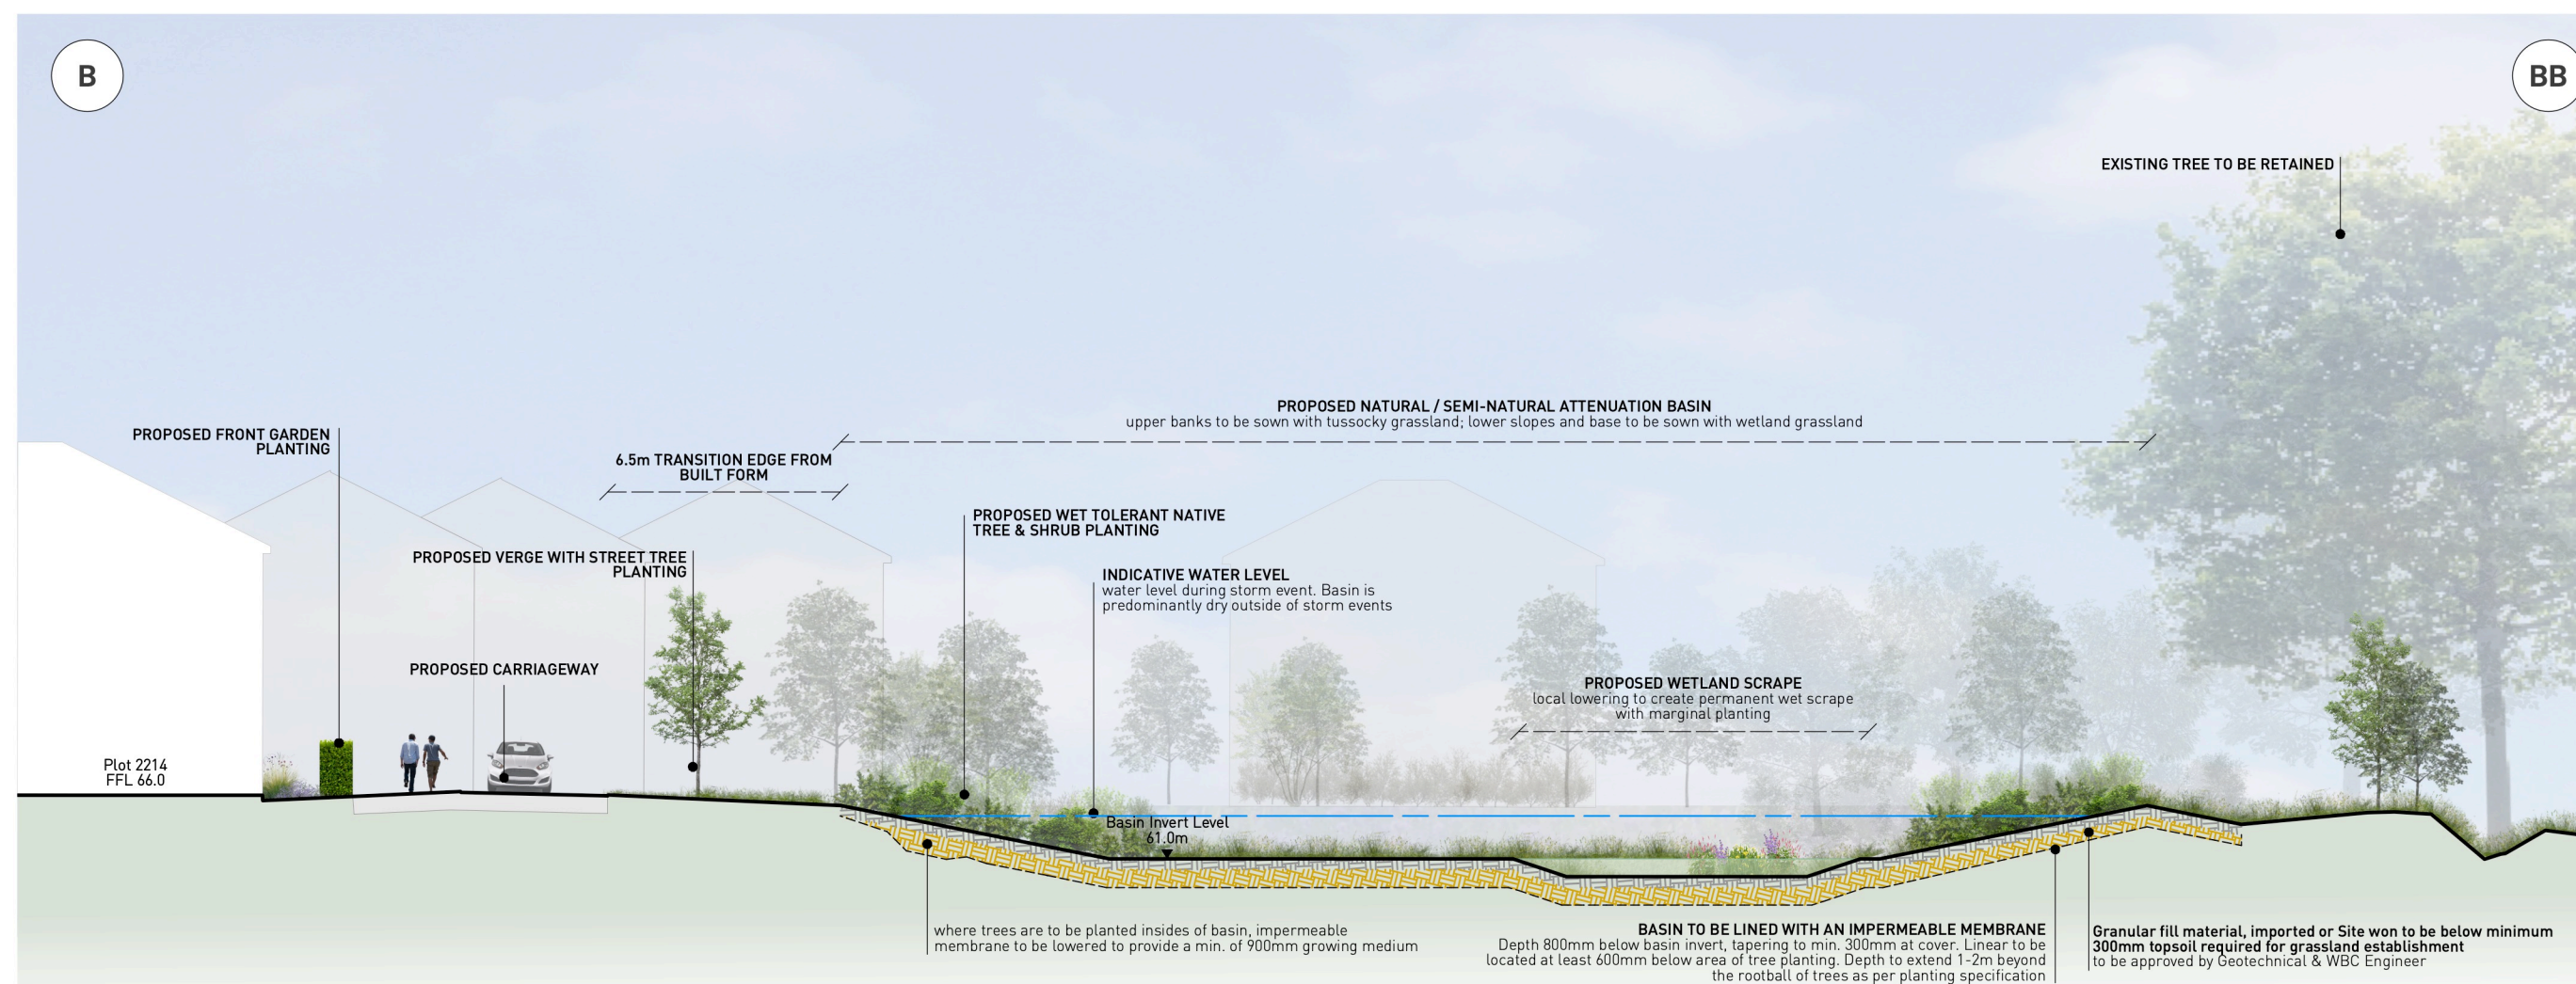 B
BB
EXISTING TREE TO BE RETAINED
PROPOSED NATURAL / SEMI-NATURAL ATTENUATION BASIN
upper banks to be sown with tussocky grassland; lower slopes and base to be sown with wetland grassland
PROPOSED FRONT GARDEN
PLANTING
6.5m TRANSITION EDGE FROM
BUILT FORM
PROPOSED WET TOLERANT NATIVE
TREE & SHRUB PLANTING
PROPOSED VERGE WITH STREET TREE
PLANTING
INDICATIVE WATER LEVEL
water level during storm event. Basin is
predominantly dry outside of storm events
PROPOSED CARRIAGEWAY
PROPOSED WETLAND SCRAPE
local lowering to create permanent wet scrape
with marginal planting
Plot 2214
FFL 66.0
Basin Invert Level
61.0m
where trees are to be planted insides of basin, impermeable
membrane to be lowered to provide a min. of 900mm growing medium
BASIN TO BE LINED WITH AN IMPERMEABLE MEMBRANE
Depth 800mm below basin invert, tapering to min. 300mm at cover. Linear to be
located at least 600mm below area of tree planting. Depth to extend 1-2m beyond
the rootball of trees as per planting specification
Granular fill material, imported or Site won to be below minimum
300mm topsoil required for grassland establishment
to be approved by Geotechnical & WBC Engineer